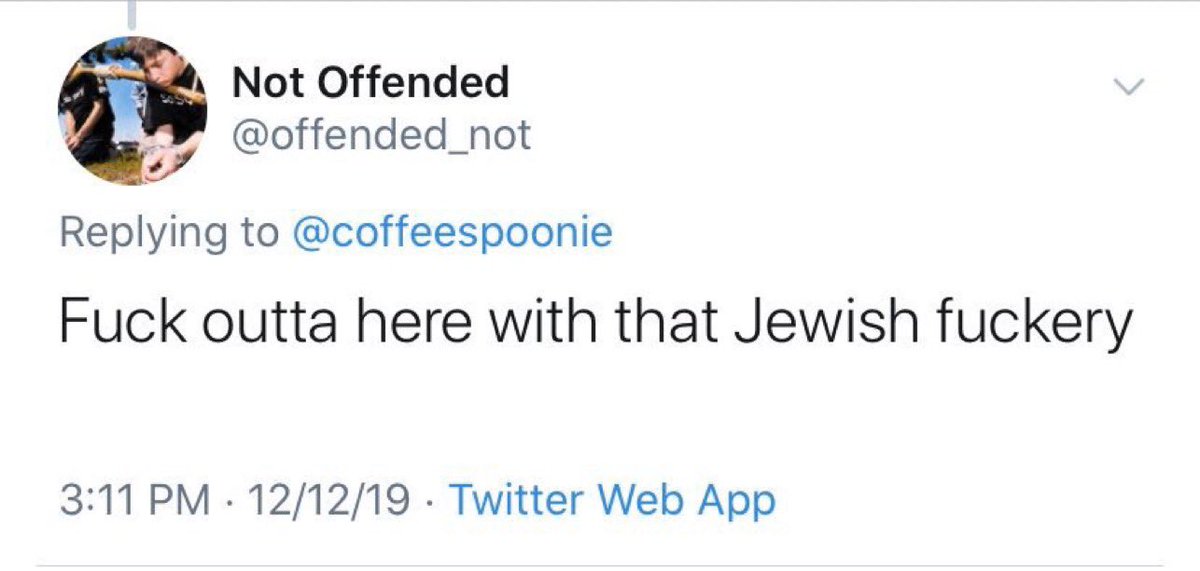 Not Offended
@offended_not
Replying to @coffeespoonie
Fuck outta here with that Jewish fuckery
3:11 PM · 12/12/19 · Twitter Web App